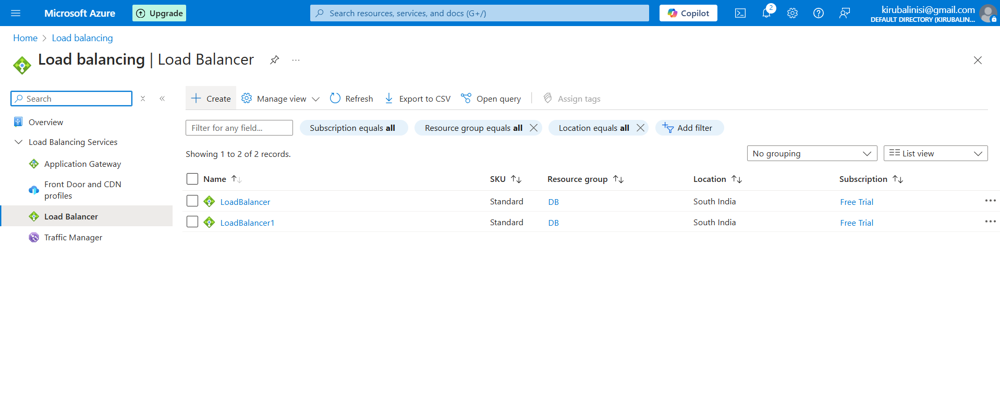 Microsoft Azure
Upgrade
Search resources, services, and docs (G+/)
Copilot
2
kirubalinisi@gmail.com
DEFAULT DIRECTORY (KIRUBALIN...
Home > Load balancing
Load balancing | Load Balancer
...
Search
Create
Manage view
Refresh
Export to CSV
Open query
Assign tags
Overview
Load Balancing Services
Application Gateway
Front Door and CDN
profiles
Load Balancer
Traffic Manager
Filter for any field...
Subscription equals all
Resource group equals all
Location equals all
Add filter
Showing 1 to 2 of 2 records.
No grouping
List view
Name SKU Resource group Location Subscription
LoadBalancer Standard DB South India Free Trial
LoadBalancer1 Standard DB South India Free Trial